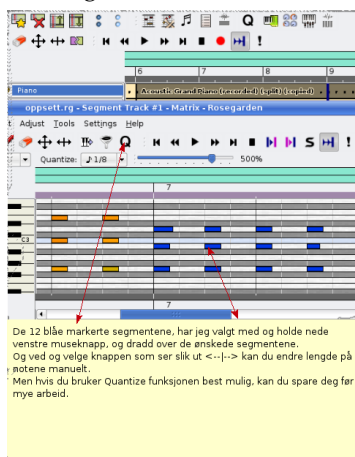 6 7 8 9
Piano
Acoustic Grand Piano (recorded) (split) (copied)
oppsett.rg - Segment Track #1 - Matrix - Rosegarden
t Adjust Tools Settings Help
Quantize: 1/8 500%
7
C3
7
De 12 blåe markerte segmentene, har jeg valgt med og holde nede
venstre museknapp, og dradd over de ønskede segmentene.
Og ved og velge knappen som ser slik ut <--|--> kan du endre lengde på
notene manuelt.
Men hvis du bruker Quantize funksjonen best mulig, kan du spare deg før
mye arbeid.